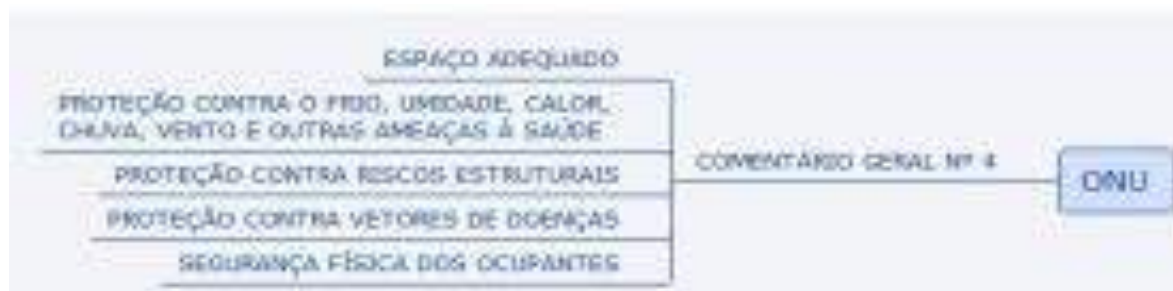 ESPAÇO ADEQUADO
PROTEÇÃO CONTRA O FRIO, UMIDADE, CALOR,
CHUVA, VENTO E OUTRAS AMEAÇAS À SAÚDE
PROTEÇÃO CONTRA RISCOS ESTRUTURAIS
PROTEÇÃO CONTRA VETORES DE DOENÇAS
SEGURANÇA FÍSICA DOS OCUPANTES
COMENTÁRIO GERAL Nº 4
ONU